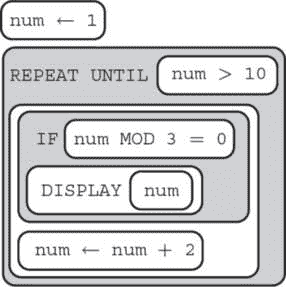 num ← 1
REPEAT UNTIL num > 10
IF num MOD 3 = 0
DISPLAY num
num ← num + 2